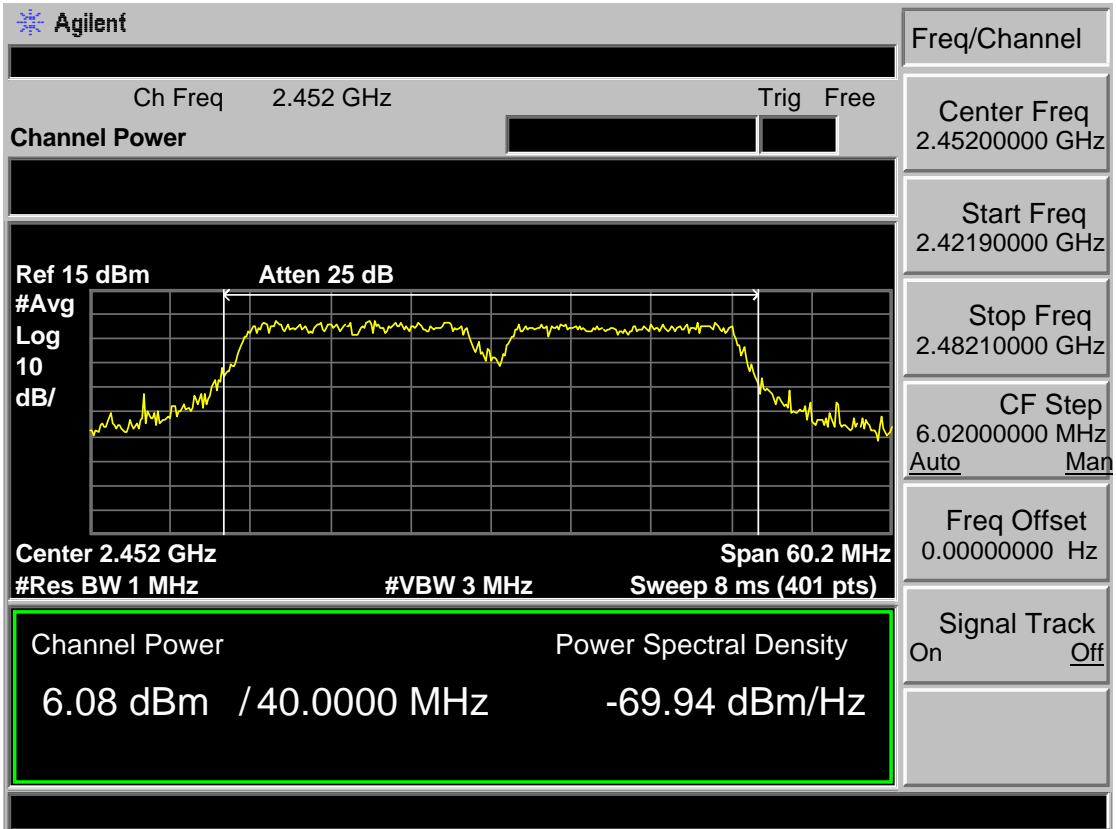 Agilent
Freq/Channel
Ch Freq 2.452 GHz Trig Free
Channel Power
Center Freq
2.45200000 GHz
Start Freq
2.42190000 GHz
Stop Freq
2.48210000 GHz
CF Step
6.02000000 MHz
Auto Man
Freq Offset
0.00000000 Hz
Signal Track
On Off
Ref 15 dBm Atten 25 dB
#Avg
Log
10
dB/
Center 2.452 GHz Span 60.2 MHz
#Res BW 1 MHz #VBW 3 MHz Sweep 8 ms (401 pts)
Channel Power Power Spectral Density
6.08 dBm / 40.0000 MHz -69.94 dBm/Hz